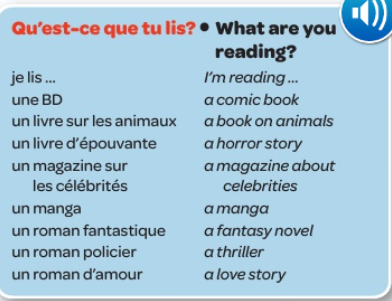 Qu'est-ce que tu lis? • What are you reading?
je lis ... I'm reading ...
une BD a comic book
un livre sur les animaux a book on animals
un livre d'épouvante a horror story
un magazine sur les célébrités a magazine about celebrities
un manga a manga
un roman fantastique a fantasy novel
un roman policier a thriller
un roman d'amour a love story